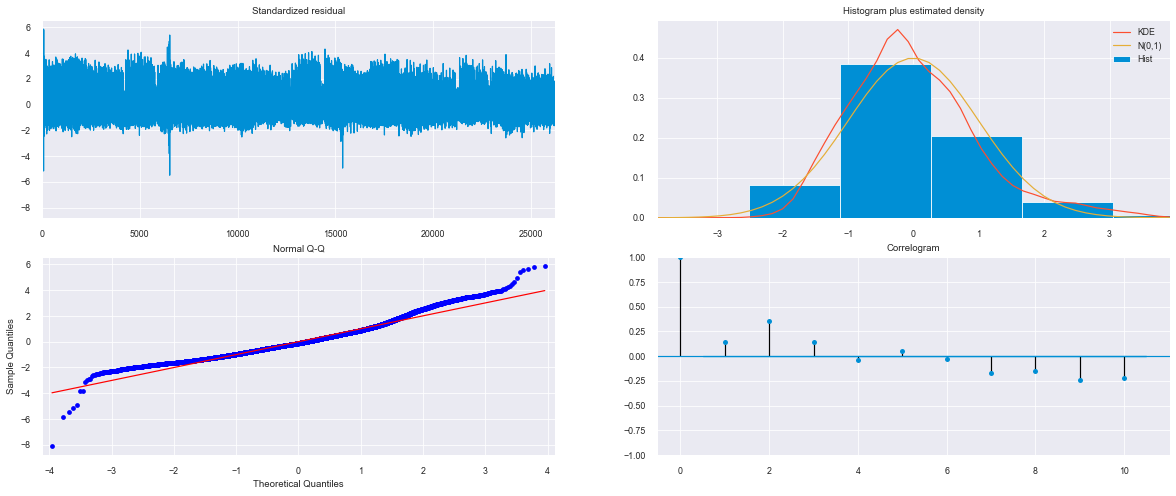 Standardized residual
6
4
2
0
−2
−4
−6
−8
0 5000 10000 15000 20000 25000
Histogram plus estimated density
KDE
N(0,1)
Hist
0.4
0.3
0.2
0.1
0.0
−3 −2 −1 0 1 2 3
Normal Q-Q
Sample Quantiles
6
4
2
0
−2
−4
−6
−8
−4 −3 −2 −1 0 1 2 3 4
Theoretical Quantiles
Correlogram
1.00
0.75
0.50
0.25
0.00
−0.25
−0.50
−0.75
−1.00
0 2 4 6 8 10